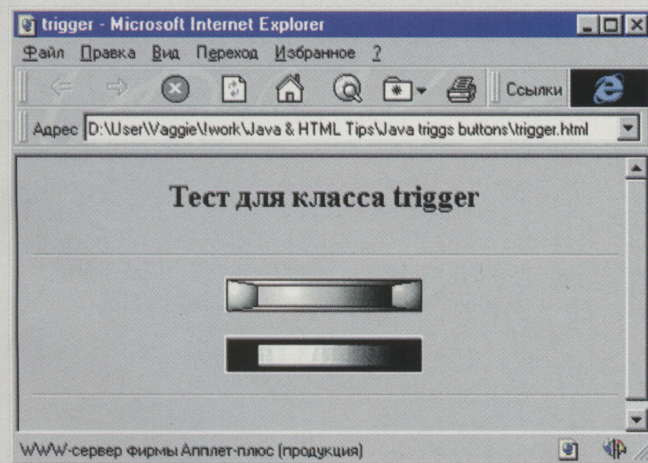 trigger - Microsoft Internet Explorer
Файл Правка Вид Переход Избранное ?
Ссылки
Адрес D:\User\Vaggie\!work\Java & HTML Tips\Java triggs buttons\trigger.html
Тест для класса trigger
WWW-сервер фирмы Апплет-плюс (продукция)